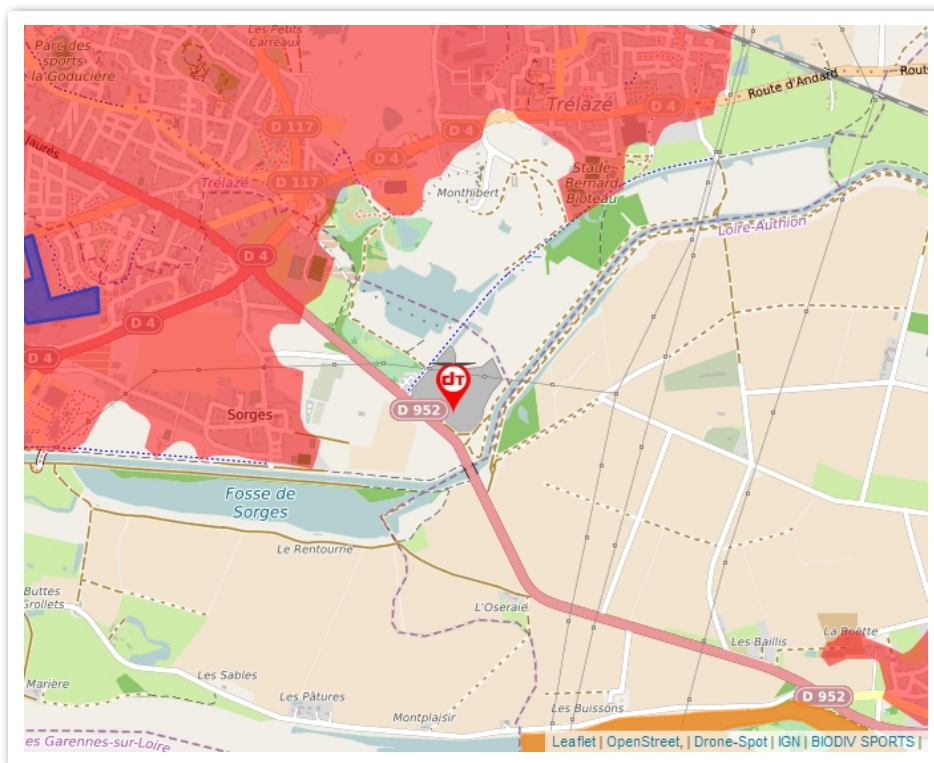 Les Petits
Carreaux
Parc des
sports
la Goducière
Trélazé
Route d'Andard
D 4
D 117
D 4
Jaurès
Stade
Bernard
Bioteau
D 117
Trélazé
Monthibert
Loire-Authion
D 4
D 4
D 4
dT
D 952
Sorges
Fosse de
Sorges
Le Rentourne
Buttes
Grollets
L'Oseraie
La Boëtte
Les Baillis
Les Sables
Marière
Les Pâtures
D 952
Montplaisir
Les Buissons
es Garennes-sur-Loire
Leaflet | OpenStreet, | Drone-Spot | IGN | BIODIV SPORTS |